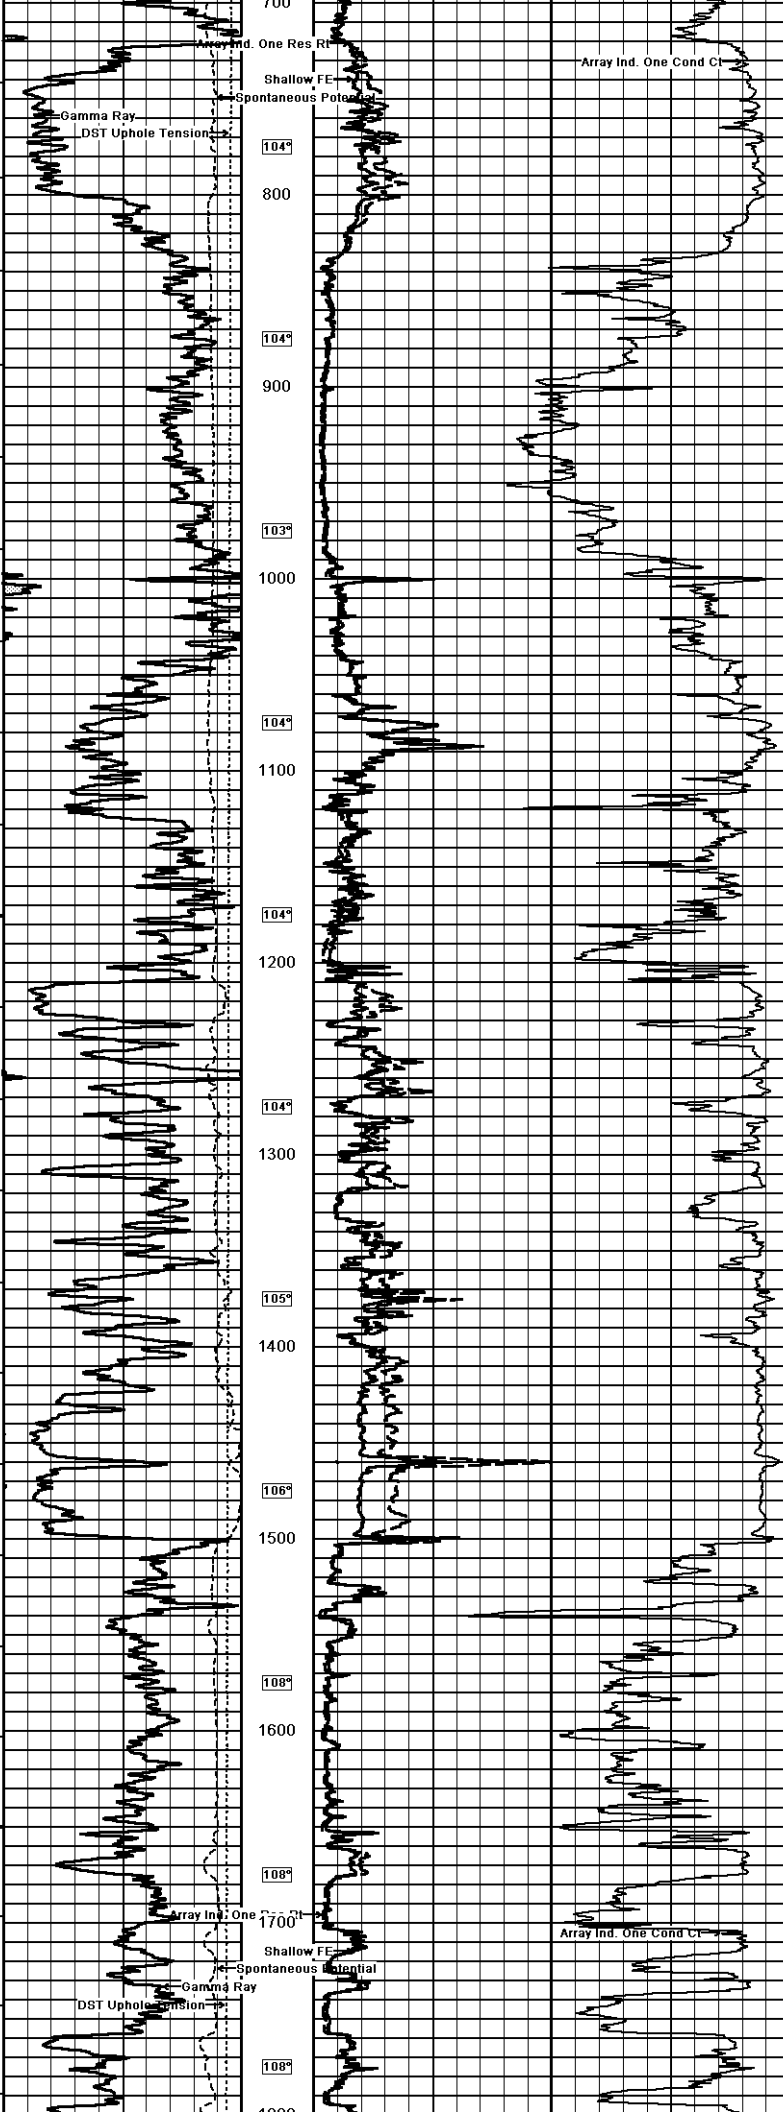 700
Array Ind. One Res Rt
Array Ind. One Cond Ct
Shallow FE
Spontaneous Potential
Gamma Ray
DST Uphole Tension
104°
800
104°
900
103°
1000
104°
1100
104°
1200
104°
1300
105°
1400
106°
1500
108°
1600
108°
Array Ind. One Res Rt
1700
Array Ind. One Cond Ct
Shallow FE
Spontaneous Potential
Gamma Ray
DST Uphole Tension
108°